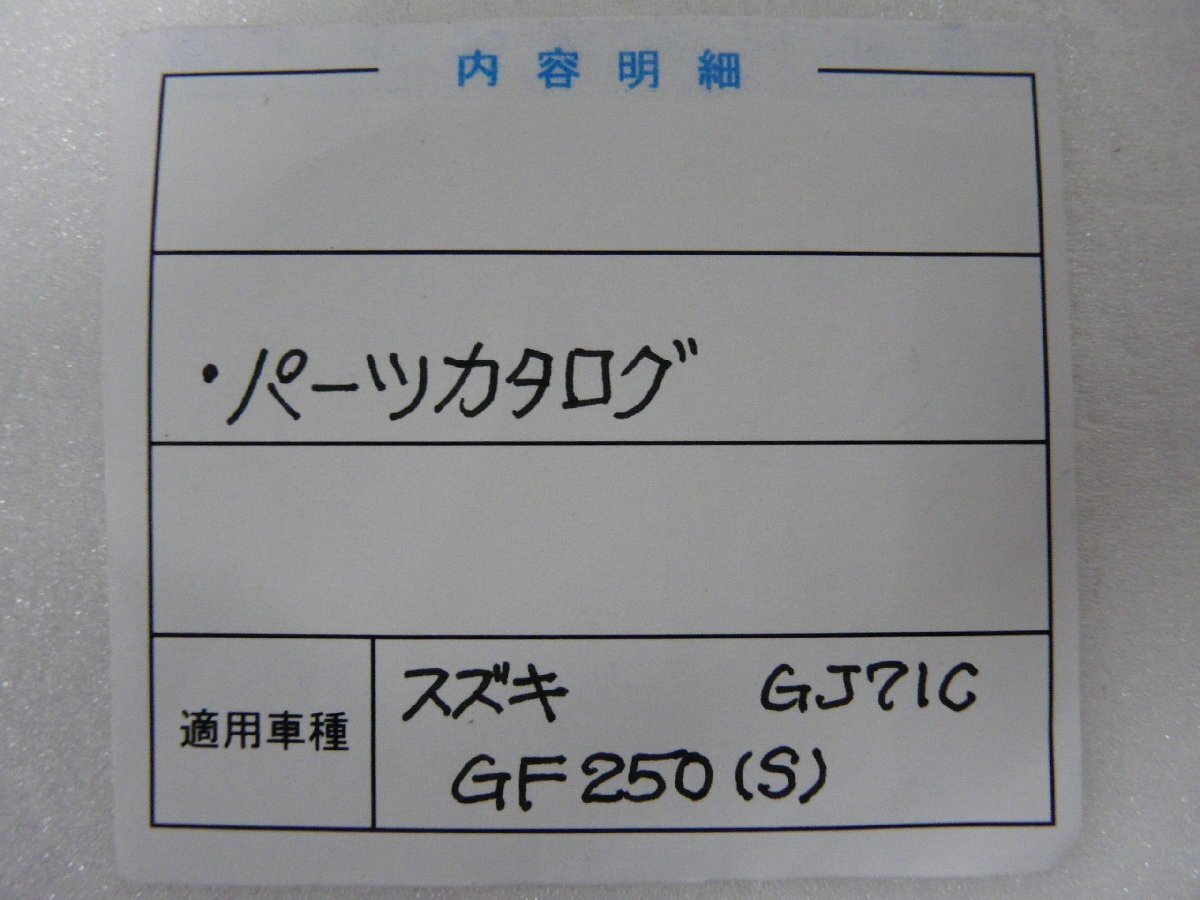 内容明細
・パーツカタログ
適用車種
スズキ GJ71C
GF250(S)